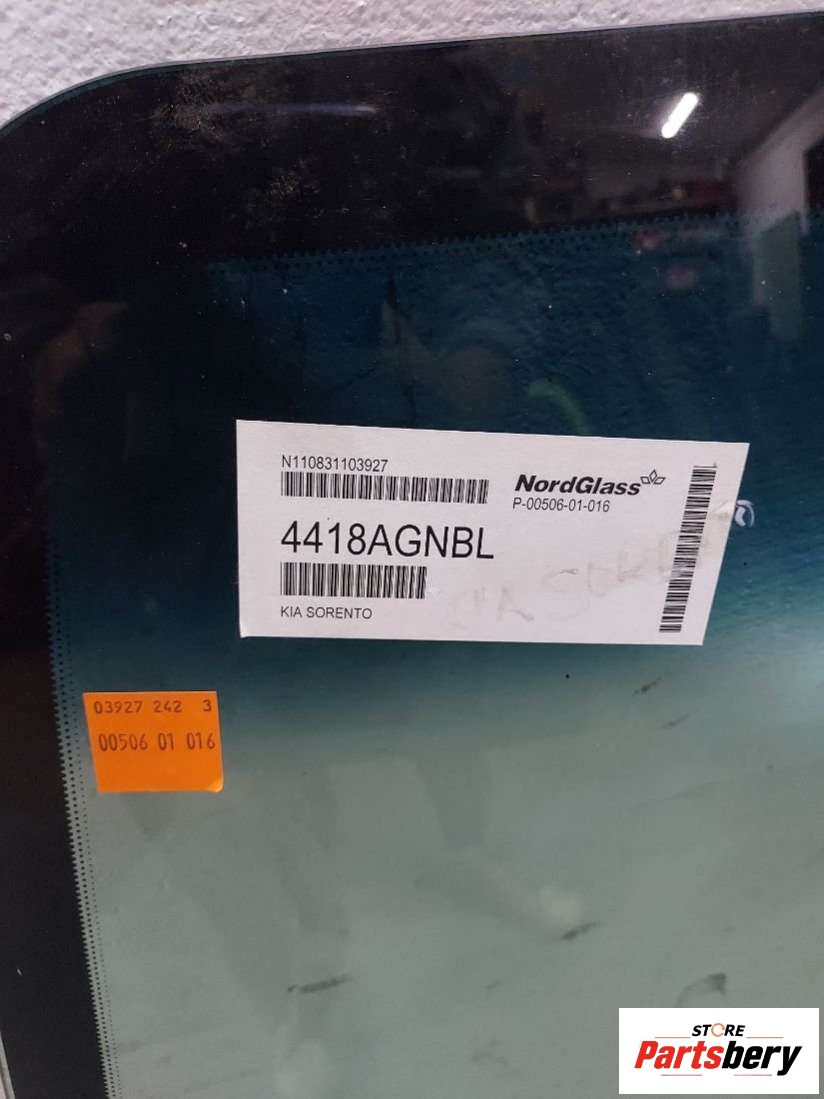 N110831103927
NordGlass
P-00506-01-016
4418AGNBL
KIA SORENTO
03927 242 3
00506 01 016
STORE
Partsbery